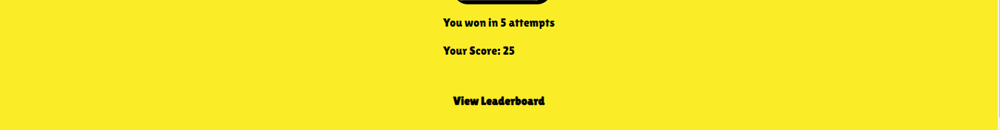 You won in 5 attempts
Your Score: 25
View Leaderboard